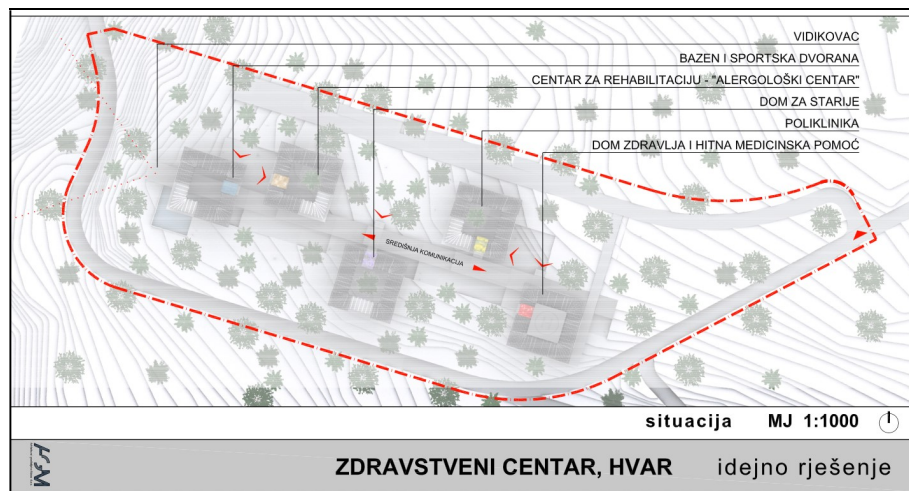 VIDIKOVAC
BAZEN I SPORTSKA DVORANA
CENTAR ZA REHABILITACIJU - "ALERGOLOŠKI CENTAR"
DOM ZA STARIJE
POLIKLINIKA
DOM ZDRAVLJA I HITNA MEDICINSKA POMOĆ
SREDIŠNJA KOMUNIKACIJA
situacija MJ 1:1000
ZDRAVSTVENI CENTAR, HVAR idejno rješenje